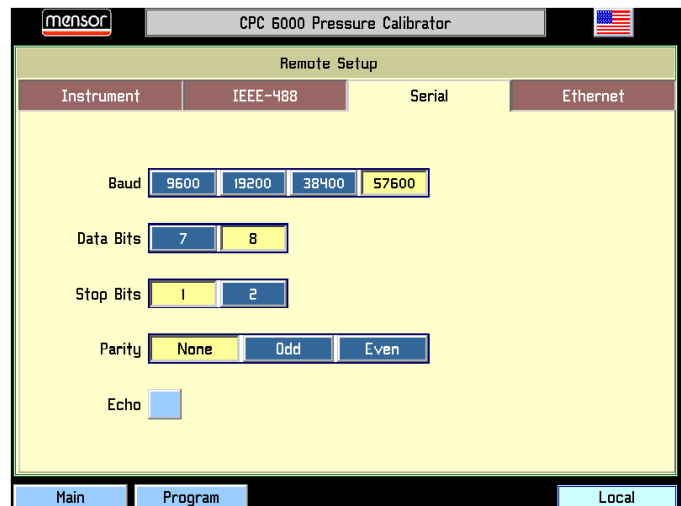 mensor CPC 6000 Pressure Calibrator
Remote Setup
Instrument IEEE-488 Serial Ethernet
Baud 9600 19200 38400 57600
Data Bits 7 8
Stop Bits 1 2
Parity None Odd Even
Echo
Main Program Local